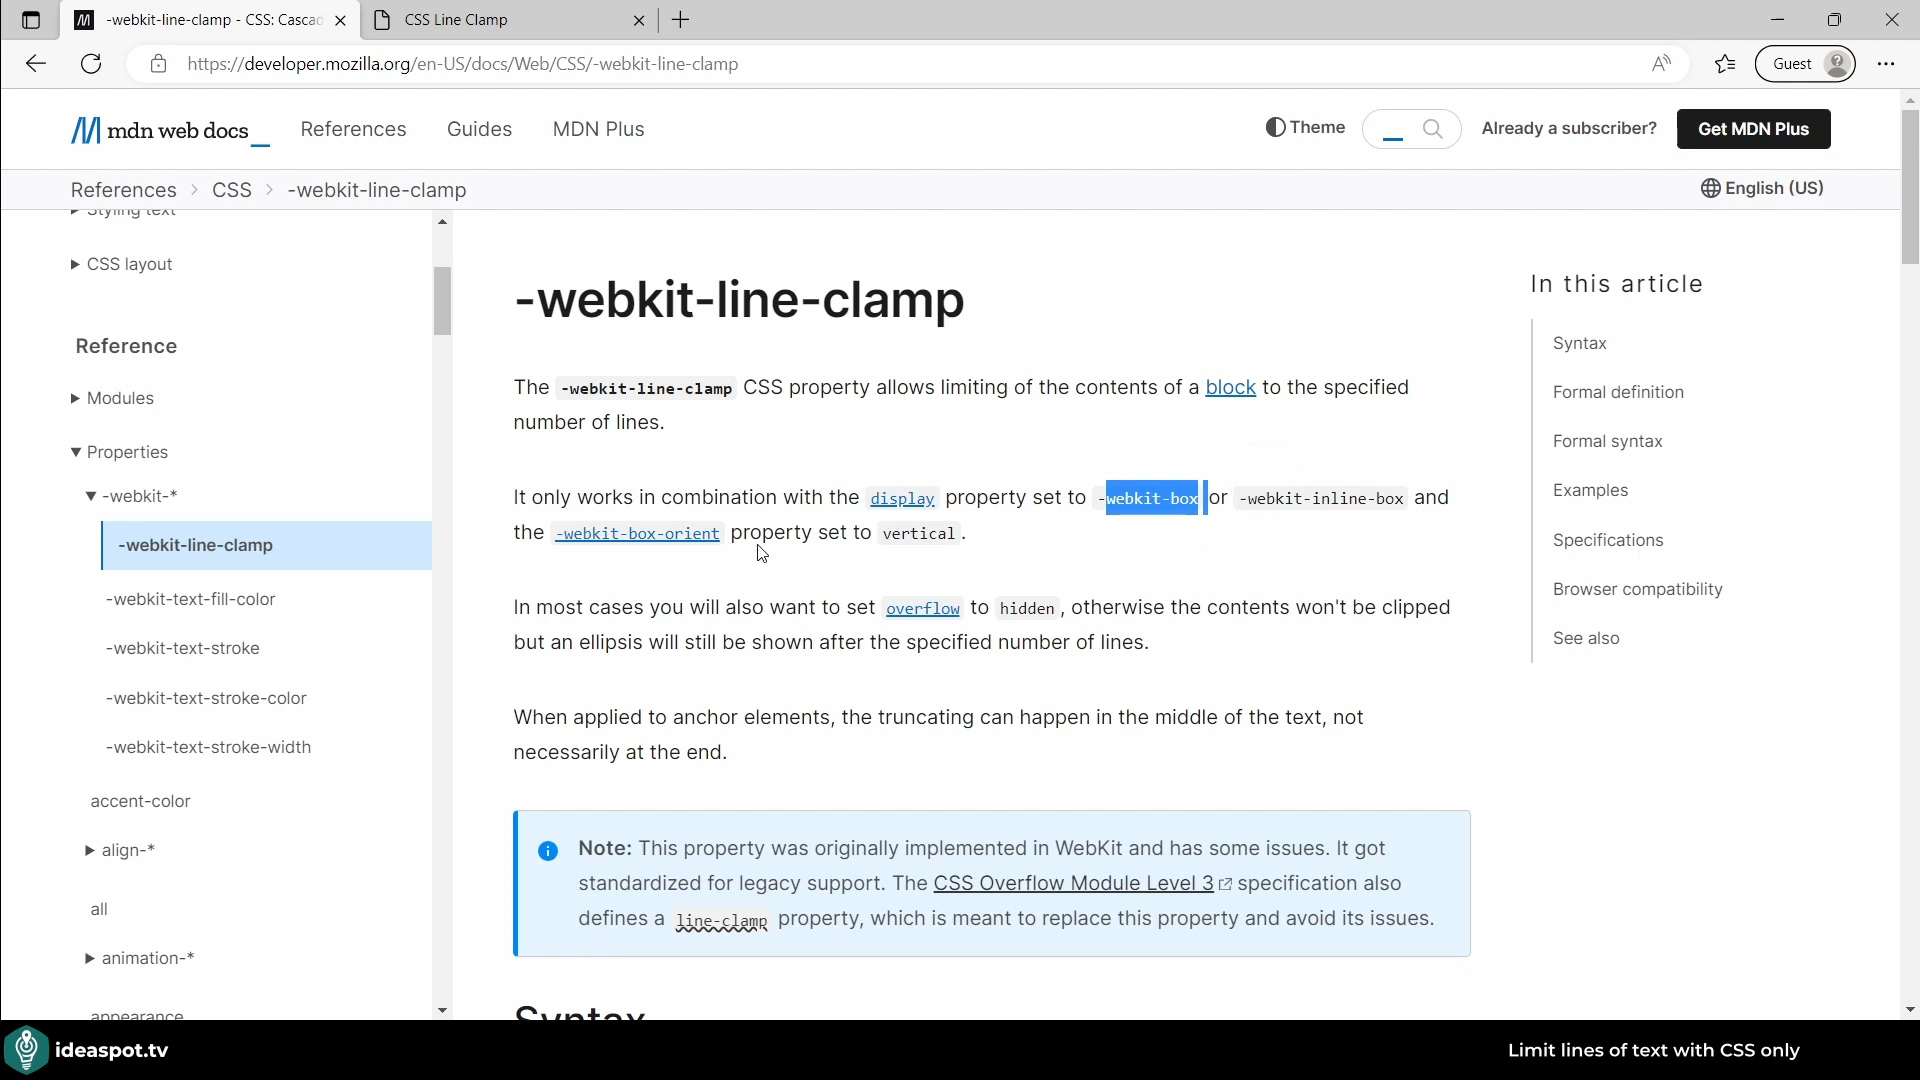 -webkit-line-clamp - CSS: Cascad
CSS Line Clamp
https://developer.mozilla.org/en-US/docs/Web/CSS/-webkit-line-clamp
Guest
mdn web docs_ References Guides MDN Plus
Theme
Already a subscriber?
Get MDN Plus
References > CSS > -webkit-line-clamp
English (US)
Styling text
CSS layout
Reference
Modules
Properties
-webkit-*
-webkit-line-clamp
-webkit-text-fill-color
-webkit-text-stroke
-webkit-text-stroke-color
-webkit-text-stroke-width
accent-color
align-*
all
animation-*
appearance
-webkit-line-clamp
The -webkit-line-clamp CSS property allows limiting of the contents of a block to the specified
number of lines.
It only works in combination with the display property set to -webkit-box or -webkit-inline-box and
the -webkit-box-orient property set to vertical.
In most cases you will also want to set overflow to hidden, otherwise the contents won't be clipped
but an ellipsis will still be shown after the specified number of lines.
When applied to anchor elements, the truncating can happen in the middle of the text, not
necessarily at the end.
Note: This property was originally implemented in WebKit and has some issues. It got
standardized for legacy support. The CSS Overflow Module Level 3 specification also
defines a line-clamp property, which is meant to replace this property and avoid its issues.
Syntax
In this article
Syntax
Formal definition
Formal syntax
Examples
Specifications
Browser compatibility
See also
ideaspot.tv
Limit lines of text with CSS only